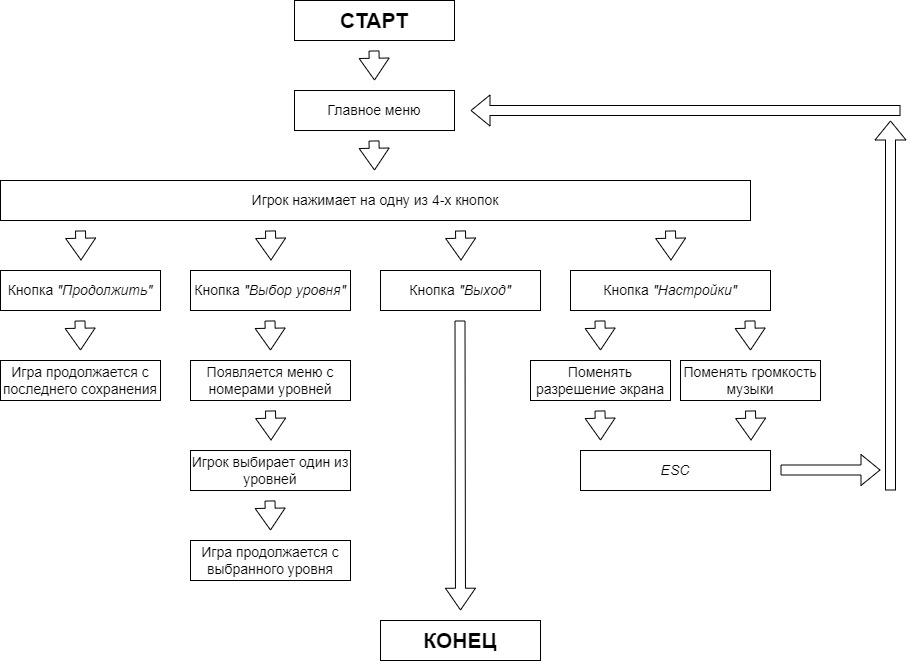 СТАРТ
Главное меню
Игрок нажимает на одну из 4-х кнопок
Кнопка "Продолжить"
Кнопка "Выбор уровня"
Кнопка "Выход"
Кнопка "Настройки"
Игра продолжается с
последнего сохранения
Появляется меню с
номерами уровней
Поменять
разрешение экрана
Поменять громкость
музыки
Игрок выбирает один из
уровней
ESC
Игра продолжается с
выбранного уровня
КОНЕЦ